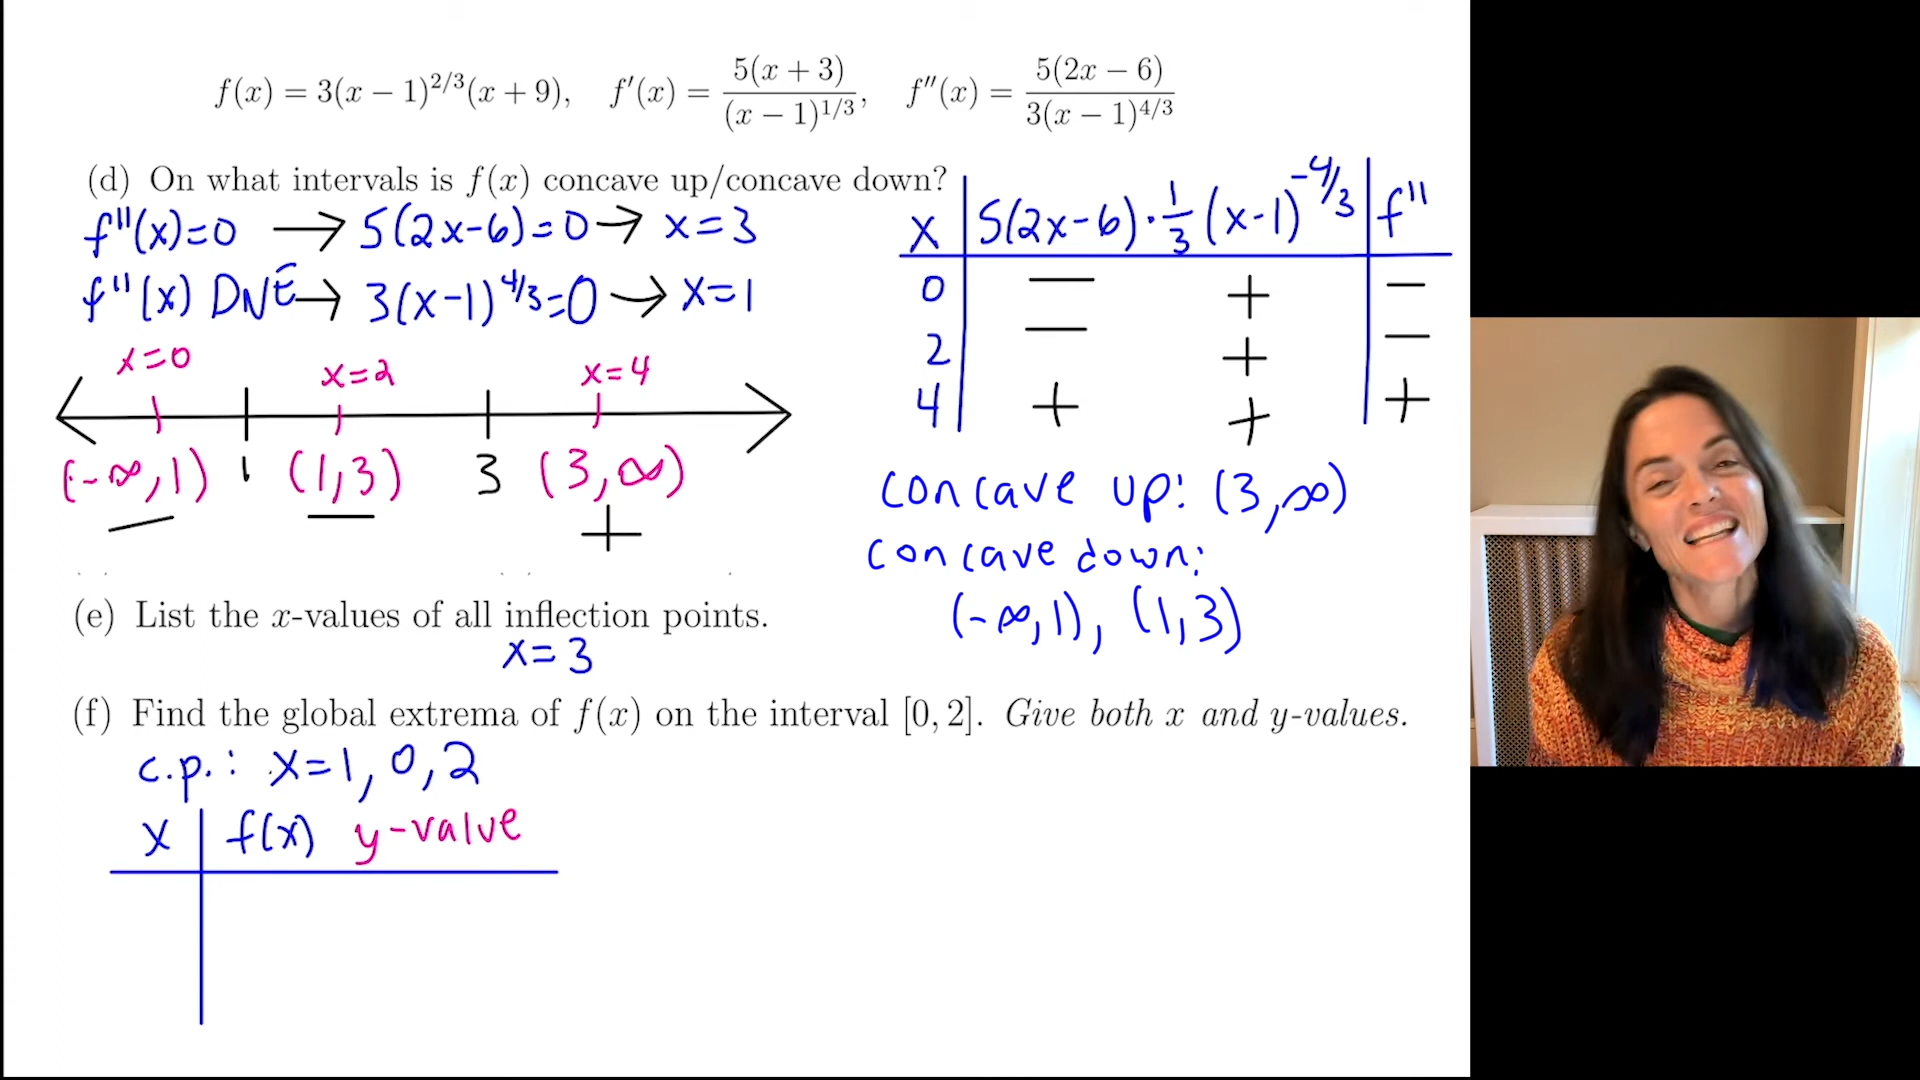 f(x) = 3(x − 1)^{2/3}(x + 9), f′(x) = \frac{5(x + 3)}{(x − 1)^{1/3}}, f″(x) = \frac{5(2x − 6)}{3(x − 1)^{4/3}}
(d) On what intervals is f(x) concave up/concave down?
f"(x)=0 → 5(2x-6)=0 → x=3
f"(x) DNE → 3(x-1)^{4/3}=0 → x=1
x=0 x=2 x=4
(-∞,1) 1 (1,3) 3 (3,∞)
— — +
x | 5(2x-6)·\frac{1}{3}(x-1)^{-4/3} | f"
0 | — + | —
2 | — + | —
4 | + + | +
concave up: (3,∞)
concave down:
(-∞,1), (1,3)
(e) List the x-values of all inflection points.
x=3
(f) Find the global extrema of f(x) on the interval [0, 2]. Give both x and y-values.
c.p.: x=1, 0, 2
x | f(x) y-value